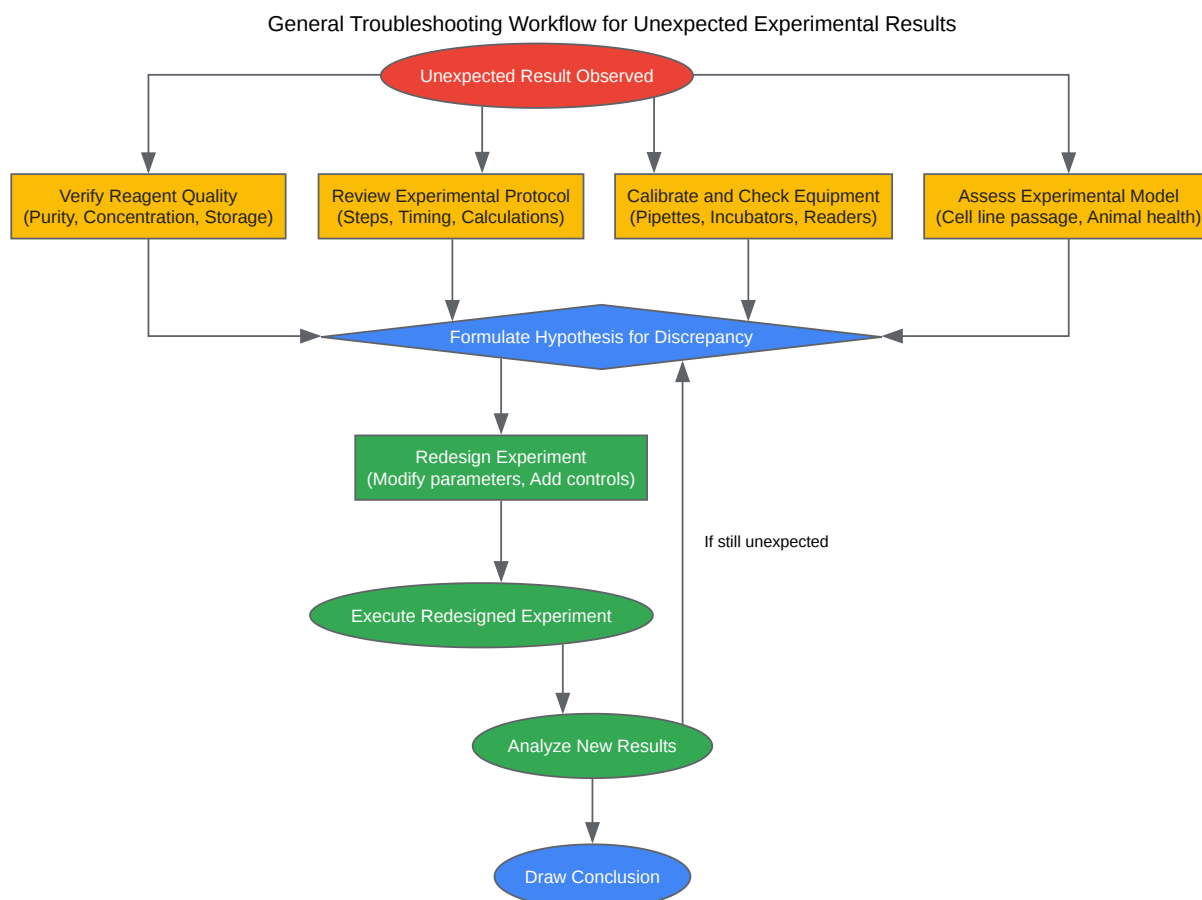 General Troubleshooting Workflow for Unexpected Experimental Results
Unexpected Result Observed
Verify Reagent Quality
(Purity, Concentration, Storage)
Review Experimental Protocol
(Steps, Timing, Calculations)
Calibrate and Check Equipment
(Pipettes, Incubators, Readers)
Assess Experimental Model
(Cell line passage, Animal health)
Formulate Hypothesis for Discrepancy
Redesign Experiment
(Modify parameters, Add controls)
If still unexpected
Execute Redesigned Experiment
Analyze New Results
Draw Conclusion